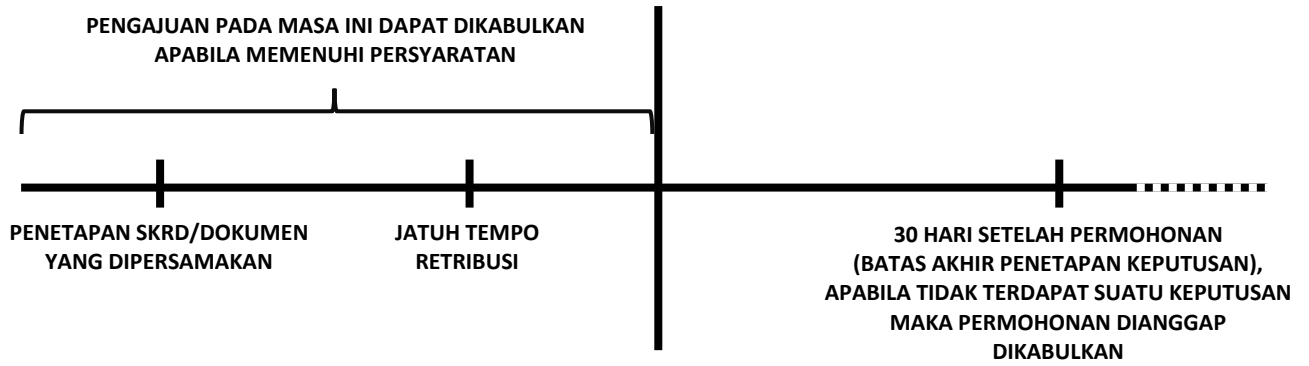 PENGAJUAN PADA MASA INI DAPAT DIKABULKAN
APABILA MEMENUHI PERSYARATAN
PENETAPAN SKRD/DOKUMEN
YANG DIPERSAMAKAN
JATUH TEMPO
RETRIBUSI
30 HARI SETELAH PERMOHONAN
(BATAS AKHIR PENETAPAN KEPUTUSAN),
APABILA TIDAK TERDAPAT SUATU KEPUTUSAN
MAKA PERMOHONAN DIANGGAP
DIKABULKAN